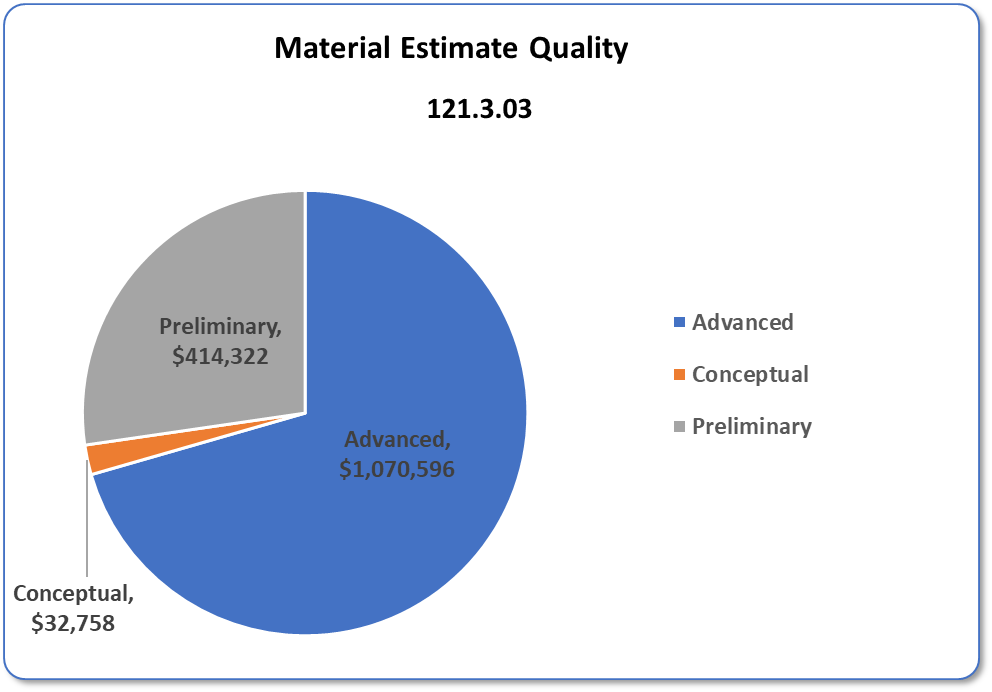 Material Estimate Quality
121.3.03
Preliminary,
$414,322
Advanced,
$1,070,596
Conceptual,
$32,758
Advanced
Conceptual
Preliminary